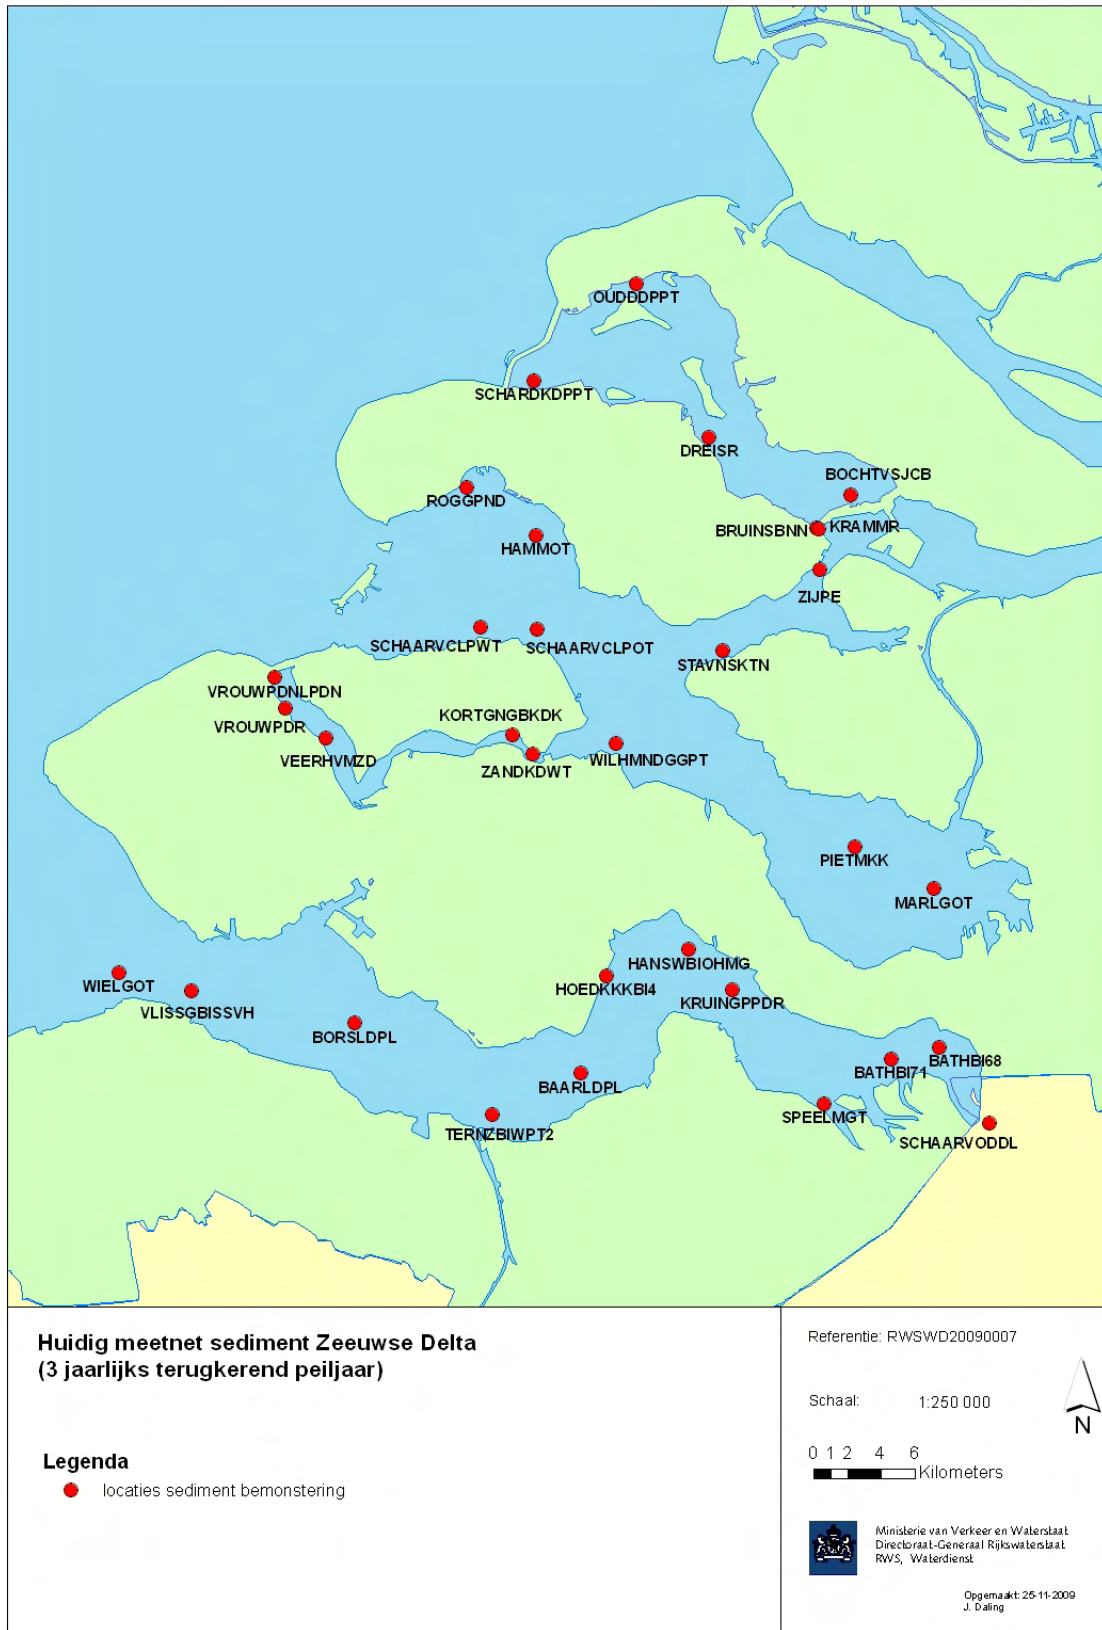 OUDDDPPT
SCHARDKDPPT
DREISR
BOCHTVSJCB
ROGGPND
BRUINSBNN
KRAMMR
HAMMOT
ZIJPE
SCHAARVCLPWT
SCHAARVCLPOT
STAVNSKTN
VROUWPDNLPDN
VROUWPDR
KORTGNGBKDK
VEERHVMZD
ZANDKDWT
WILHMNDGGPT
PIETMKK
MARLGOT
HANSWBIOHMG
WIELGOT
HOEDKKKBI4
KRUINGPPDR
VLISSGBISSVH
BORSLDPL
BATHBI68
BATHBI71
BAARLDPL
SPEELMGT
TERNZBIWPT2
SCHAARVODDL
Huidig meetnet sediment Zeeuwse Delta
(3 jaarlijks terugkerend peiljaar)
Legenda
locaties sediment bemonstering
Referentie: RWSWD20090007
Schaal: 1:250 000
N
0 1 2 4 6
Kilometers
Ministerie van Verkeer en Waterstaat
Directoraat-Generaal Rijkswaterstaat
RWS, Waterdienst
Opgemaakt: 25-11-2009
J. Daling